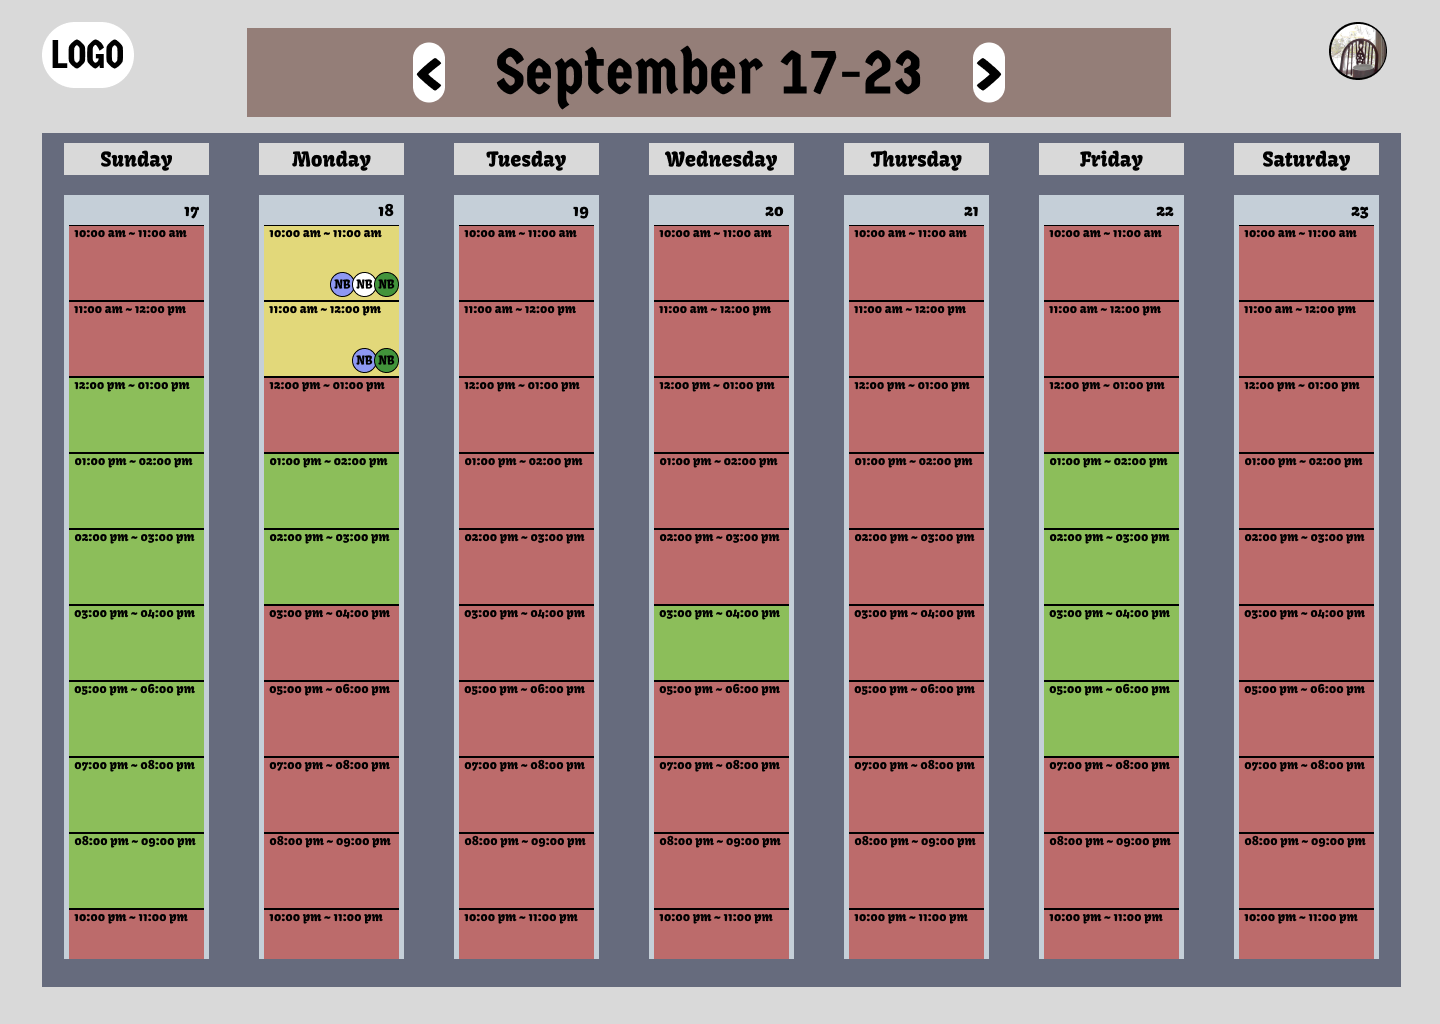 LOGO
< September 17-23 >
Sunday Monday Tuesday Wednesday Thursday Friday Saturday
17 18 19 20 21 22 23
10:00 am ~ 11:00 am 10:00 am ~ 11:00 am 10:00 am ~ 11:00 am 10:00 am ~ 11:00 am 10:00 am ~ 11:00 am 10:00 am ~ 11:00 am 10:00 am ~ 11:00 am
NB NB NB
11:00 am ~ 12:00 pm 11:00 am ~ 12:00 pm 11:00 am ~ 12:00 pm 11:00 am ~ 12:00 pm 11:00 am ~ 12:00 pm 11:00 am ~ 12:00 pm 11:00 am ~ 12:00 pm
NB NB
12:00 pm ~ 01:00 pm 12:00 pm ~ 01:00 pm 12:00 pm ~ 01:00 pm 12:00 pm ~ 01:00 pm 12:00 pm ~ 01:00 pm 12:00 pm ~ 01:00 pm 12:00 pm ~ 01:00 pm
01:00 pm ~ 02:00 pm 01:00 pm ~ 02:00 pm 01:00 pm ~ 02:00 pm 01:00 pm ~ 02:00 pm 01:00 pm ~ 02:00 pm 01:00 pm ~ 02:00 pm 01:00 pm ~ 02:00 pm
02:00 pm ~ 03:00 pm 02:00 pm ~ 03:00 pm 02:00 pm ~ 03:00 pm 02:00 pm ~ 03:00 pm 02:00 pm ~ 03:00 pm 02:00 pm ~ 03:00 pm 02:00 pm ~ 03:00 pm
03:00 pm ~ 04:00 pm 03:00 pm ~ 04:00 pm 03:00 pm ~ 04:00 pm 03:00 pm ~ 04:00 pm 03:00 pm ~ 04:00 pm 03:00 pm ~ 04:00 pm 03:00 pm ~ 04:00 pm
05:00 pm ~ 06:00 pm 05:00 pm ~ 06:00 pm 05:00 pm ~ 06:00 pm 05:00 pm ~ 06:00 pm 05:00 pm ~ 06:00 pm 05:00 pm ~ 06:00 pm 05:00 pm ~ 06:00 pm
07:00 pm ~ 08:00 pm 07:00 pm ~ 08:00 pm 07:00 pm ~ 08:00 pm 07:00 pm ~ 08:00 pm 07:00 pm ~ 08:00 pm 07:00 pm ~ 08:00 pm 07:00 pm ~ 08:00 pm
08:00 pm ~ 09:00 pm 08:00 pm ~ 09:00 pm 08:00 pm ~ 09:00 pm 08:00 pm ~ 09:00 pm 08:00 pm ~ 09:00 pm 08:00 pm ~ 09:00 pm 08:00 pm ~ 09:00 pm
10:00 pm ~ 11:00 pm 10:00 pm ~ 11:00 pm 10:00 pm ~ 11:00 pm 10:00 pm ~ 11:00 pm 10:00 pm ~ 11:00 pm 10:00 pm ~ 11:00 pm 10:00 pm ~ 11:00 pm